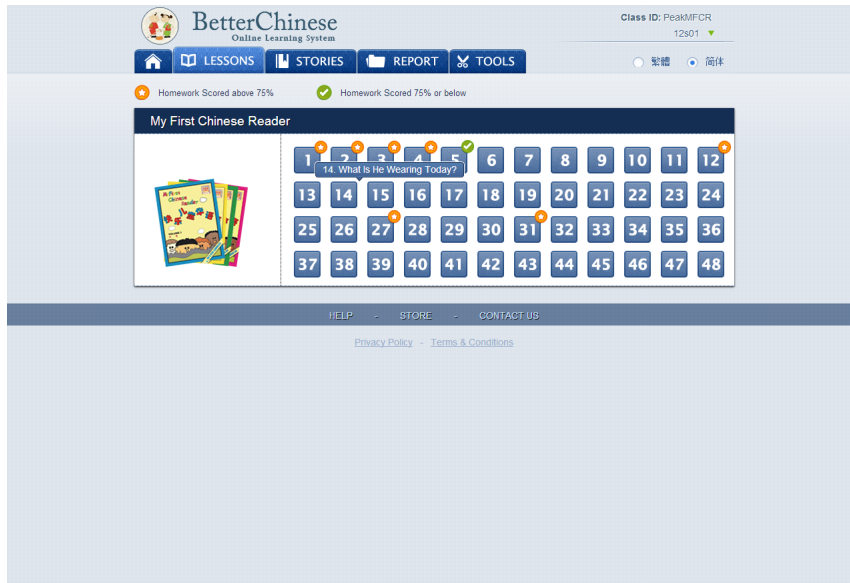 BetterChinese
Online Learning System
Class ID: PeakMFCR
12s01
LESSONS STORIES REPORT TOOLS
繁體 简体
Homework Scored above 75% Homework Scored 75% or below
My First Chinese Reader
1 2 3 4 5 6 7 8 9 10 11 12
14. What Is He Wearing Today?
13 14 15 16 17 18 19 20 21 22 23 24
25 26 27 28 29 30 31 32 33 34 35 36
37 38 39 40 41 42 43 44 45 46 47 48
My First
Chinese
Reader
HELP - STORE - CONTACT US
Privacy Policy - Terms & Conditions